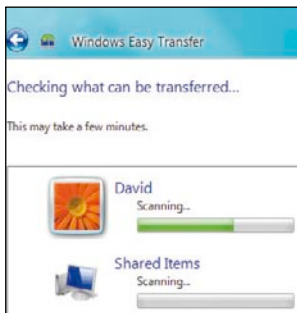 Windows Easy Transfer
Checking what can be transferred...
This may take a few minutes.
David
Scanning...
Shared Items
Scanning...